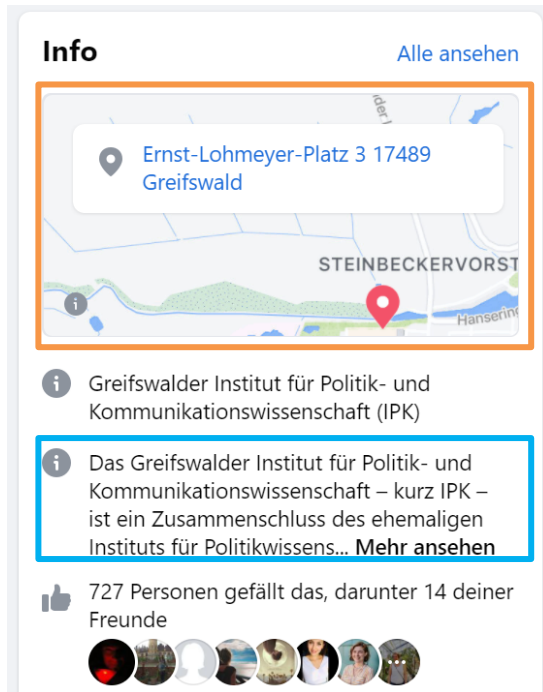 Info
Alle ansehen
Ernst-Lohmeyer-Platz 3 17489
Greifswald
STEINBECKERVORST
Hansering
Greifswalder Institut für Politik- und
Kommunikationswissenschaft (IPK)
Das Greifswalder Institut für Politik- und
Kommunikationswissenschaft – kurz IPK –
ist ein Zusammenschluss des ehemaligen
Instituts für Politikwissens... Mehr ansehen
727 Personen gefällt das, darunter 14 deiner
Freunde